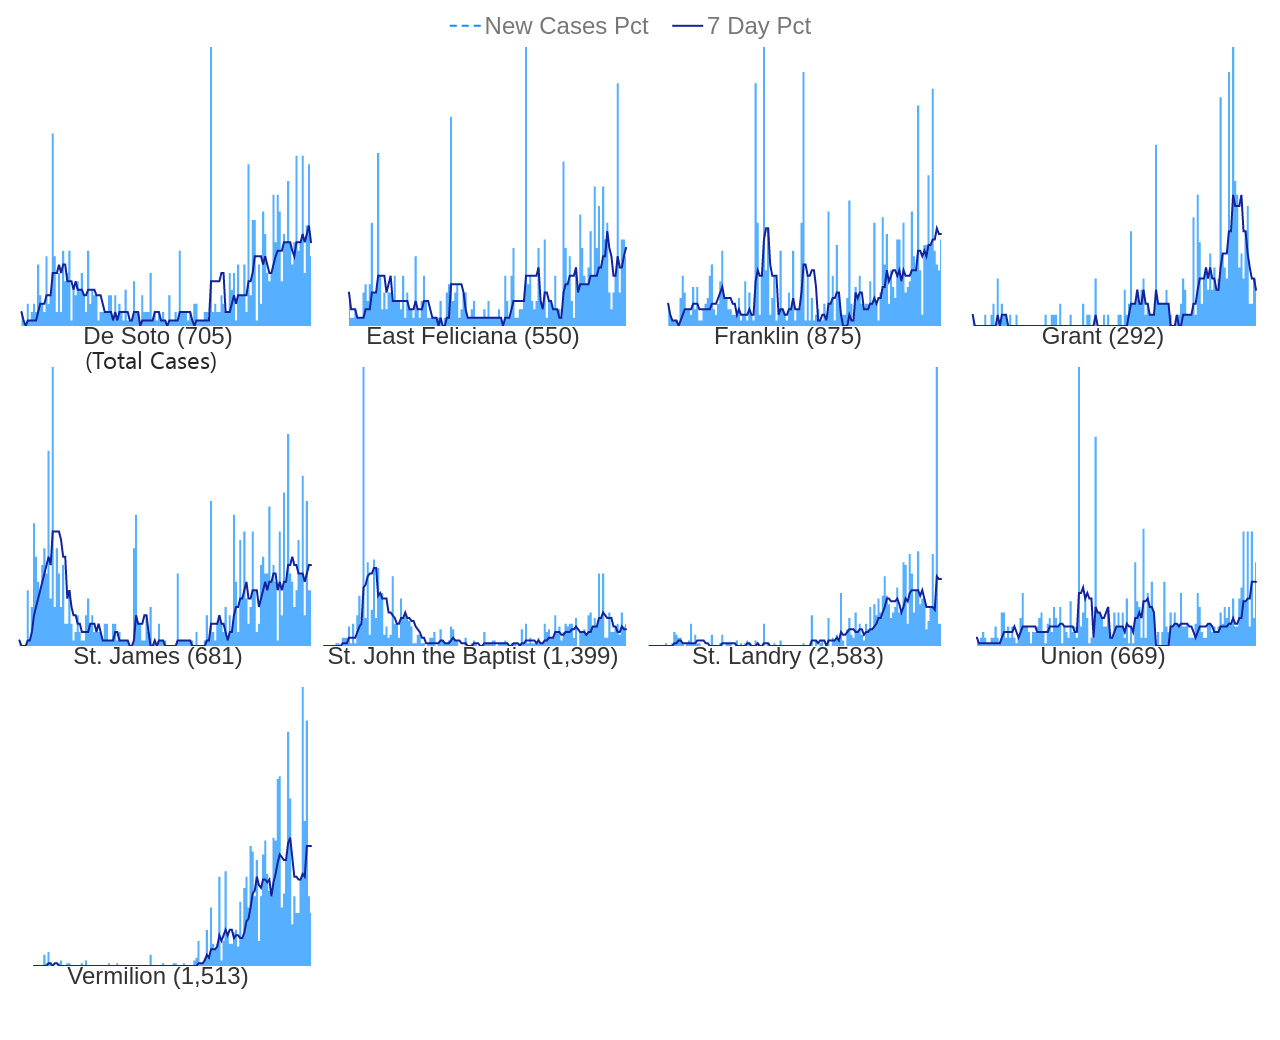 New Cases Pct 7 Day Pct
De Soto (705) East Feliciana (550) Franklin (875) Grant (292)
(Total Cases)
St. James (681) St. John the Baptist (1,399) St. Landry (2,583) Union (669)
Vermilion (1,513)